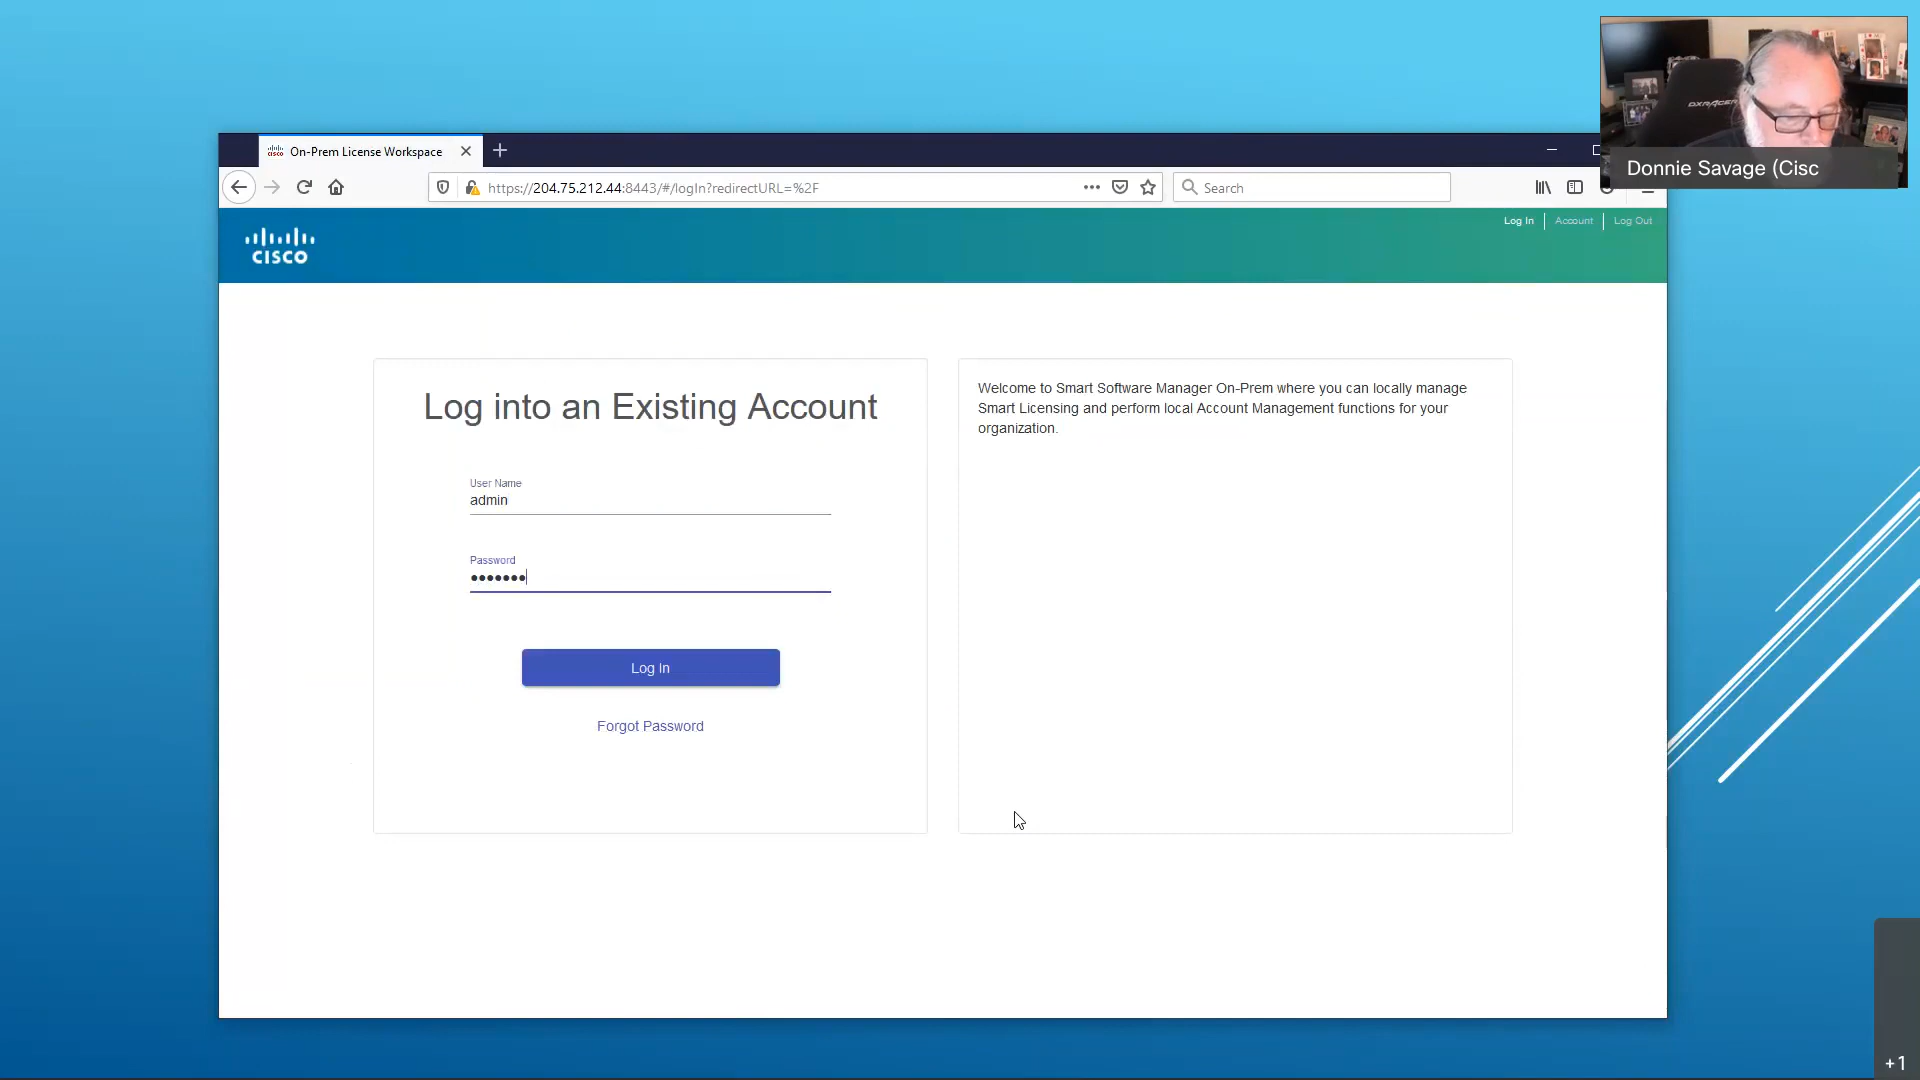 On-Prem License Workspace
https://204.75.212.44:8443/#/logIn?redirectURL=%2F
Search
DXRACER
Donnie Savage (Cisc
Log In
Account
Log Out
CISCO
Log into an Existing Account
User Name
admin
Password
Log In
Forgot Password
Welcome to Smart Software Manager On-Prem where you can locally manage
Smart Licensing and perform local Account Management functions for your
organization.
+1